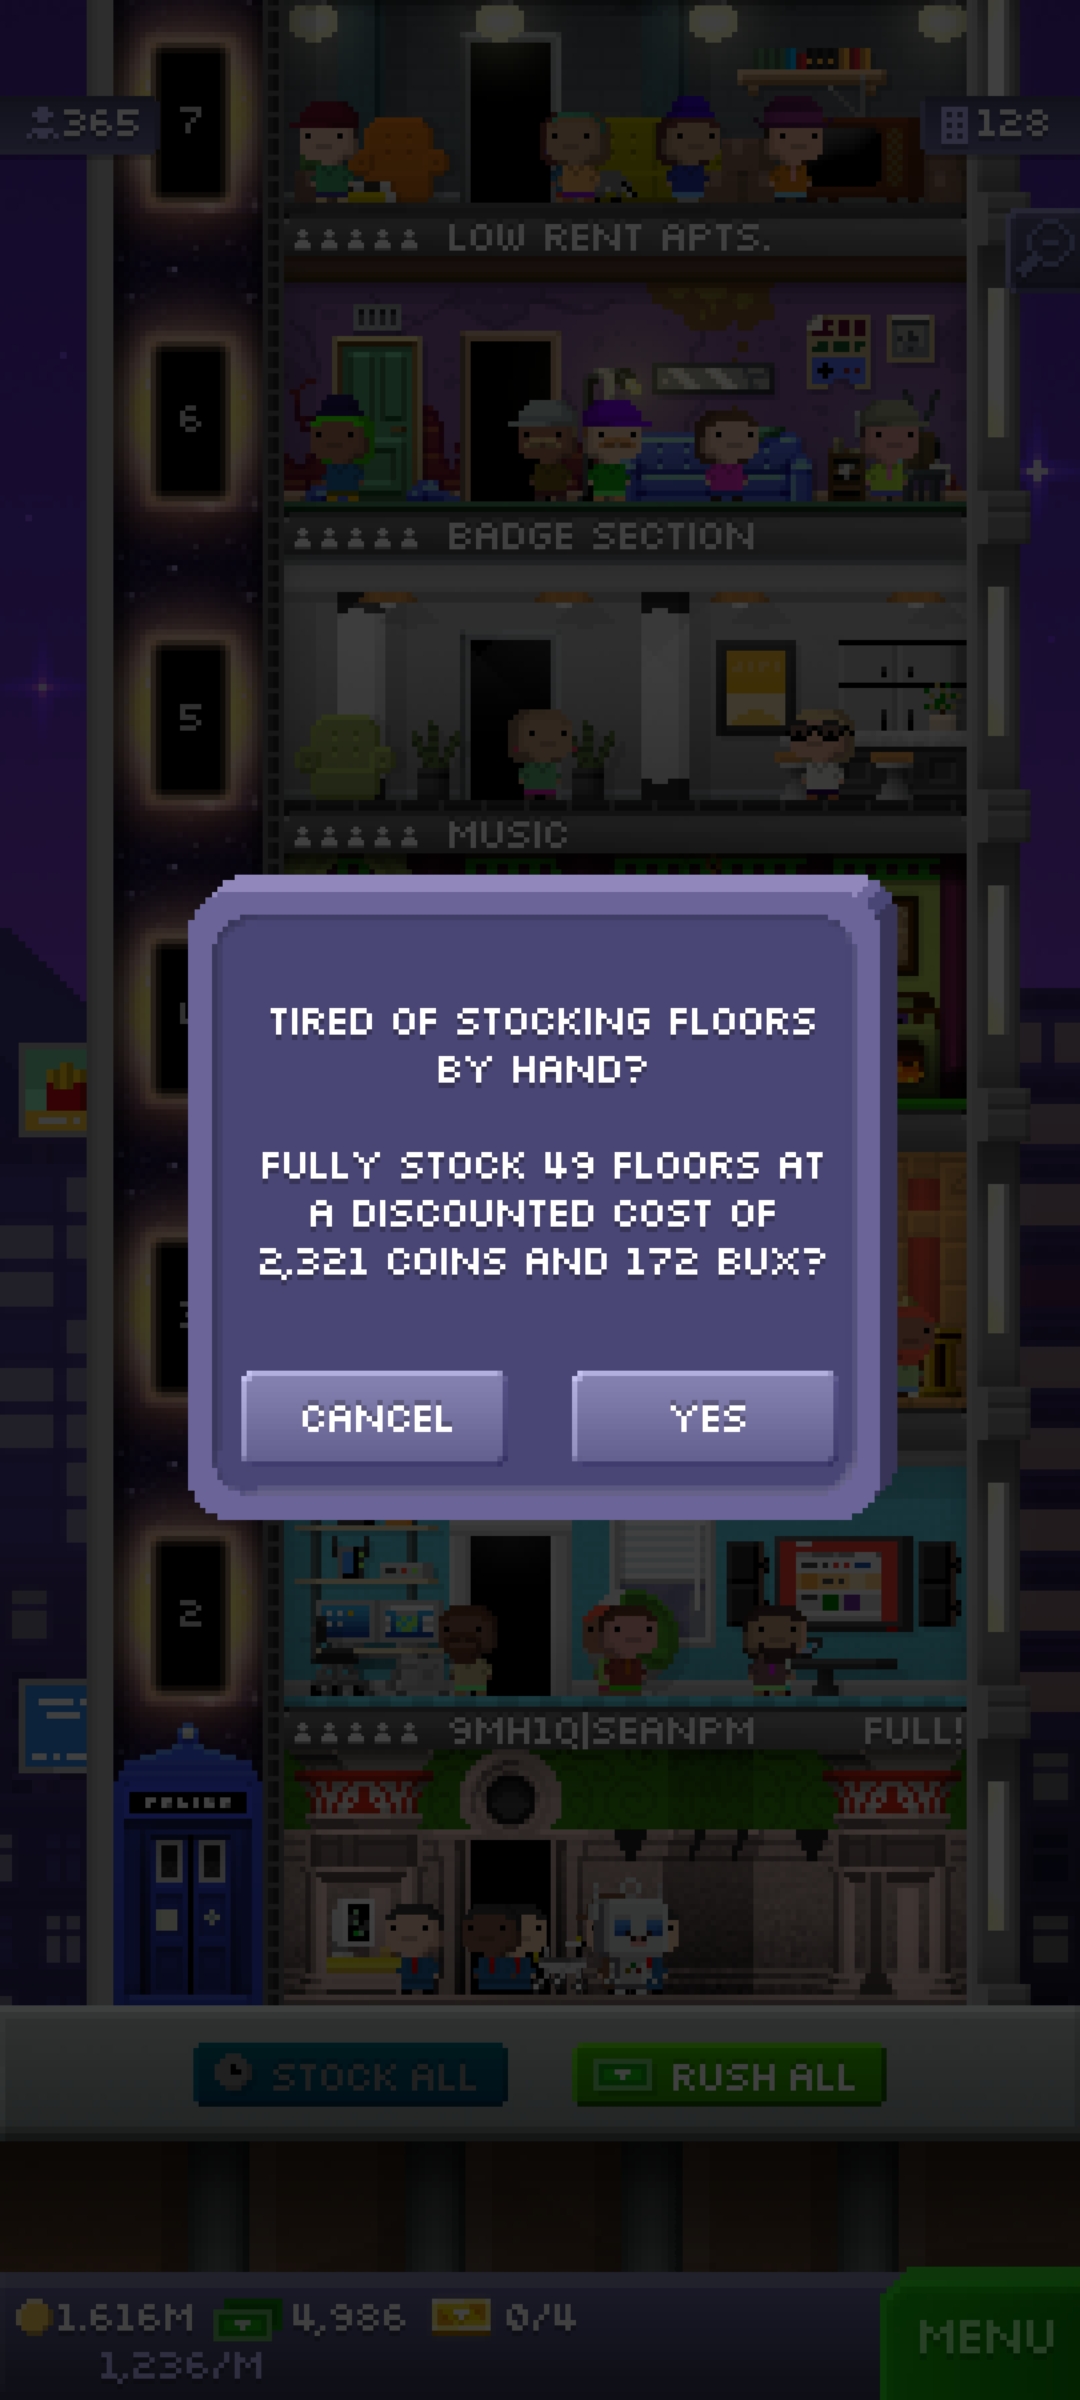 7
365
128
LOW RENT APTS.
6
BADGE SECTION
5
MUSIC
TIRED OF STOCKING FLOORS
BY HAND?
FULLY STOCK 49 FLOORS AT
A DISCOUNTED COST OF
2,321 COINS AND 172 BUX?
CANCEL
YES
2
9MH1Q|SEANPM
FULL!
POLICE
STOCK ALL
RUSH ALL
1.616M
4,986
0/4
1,236/M
MENU